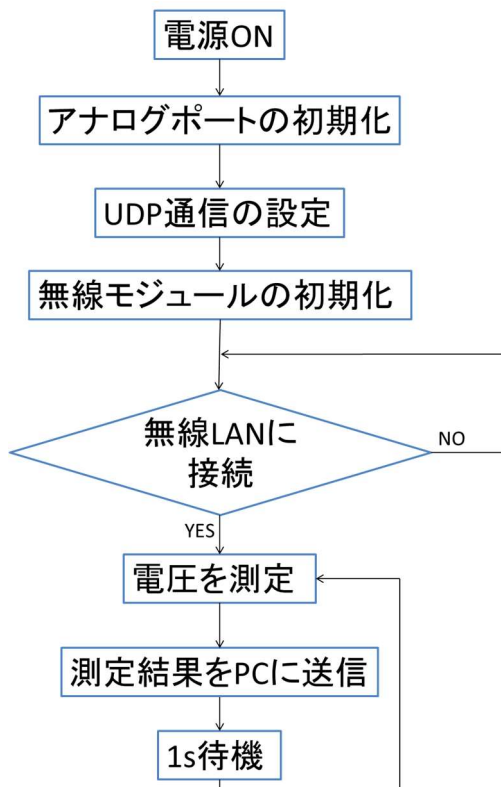 電源ON
アナログポートの初期化
UDP通信の設定
無線モジュールの初期化
無線LANに
接続
NO
YES
電圧を測定
測定結果をPCに送信
1s待機